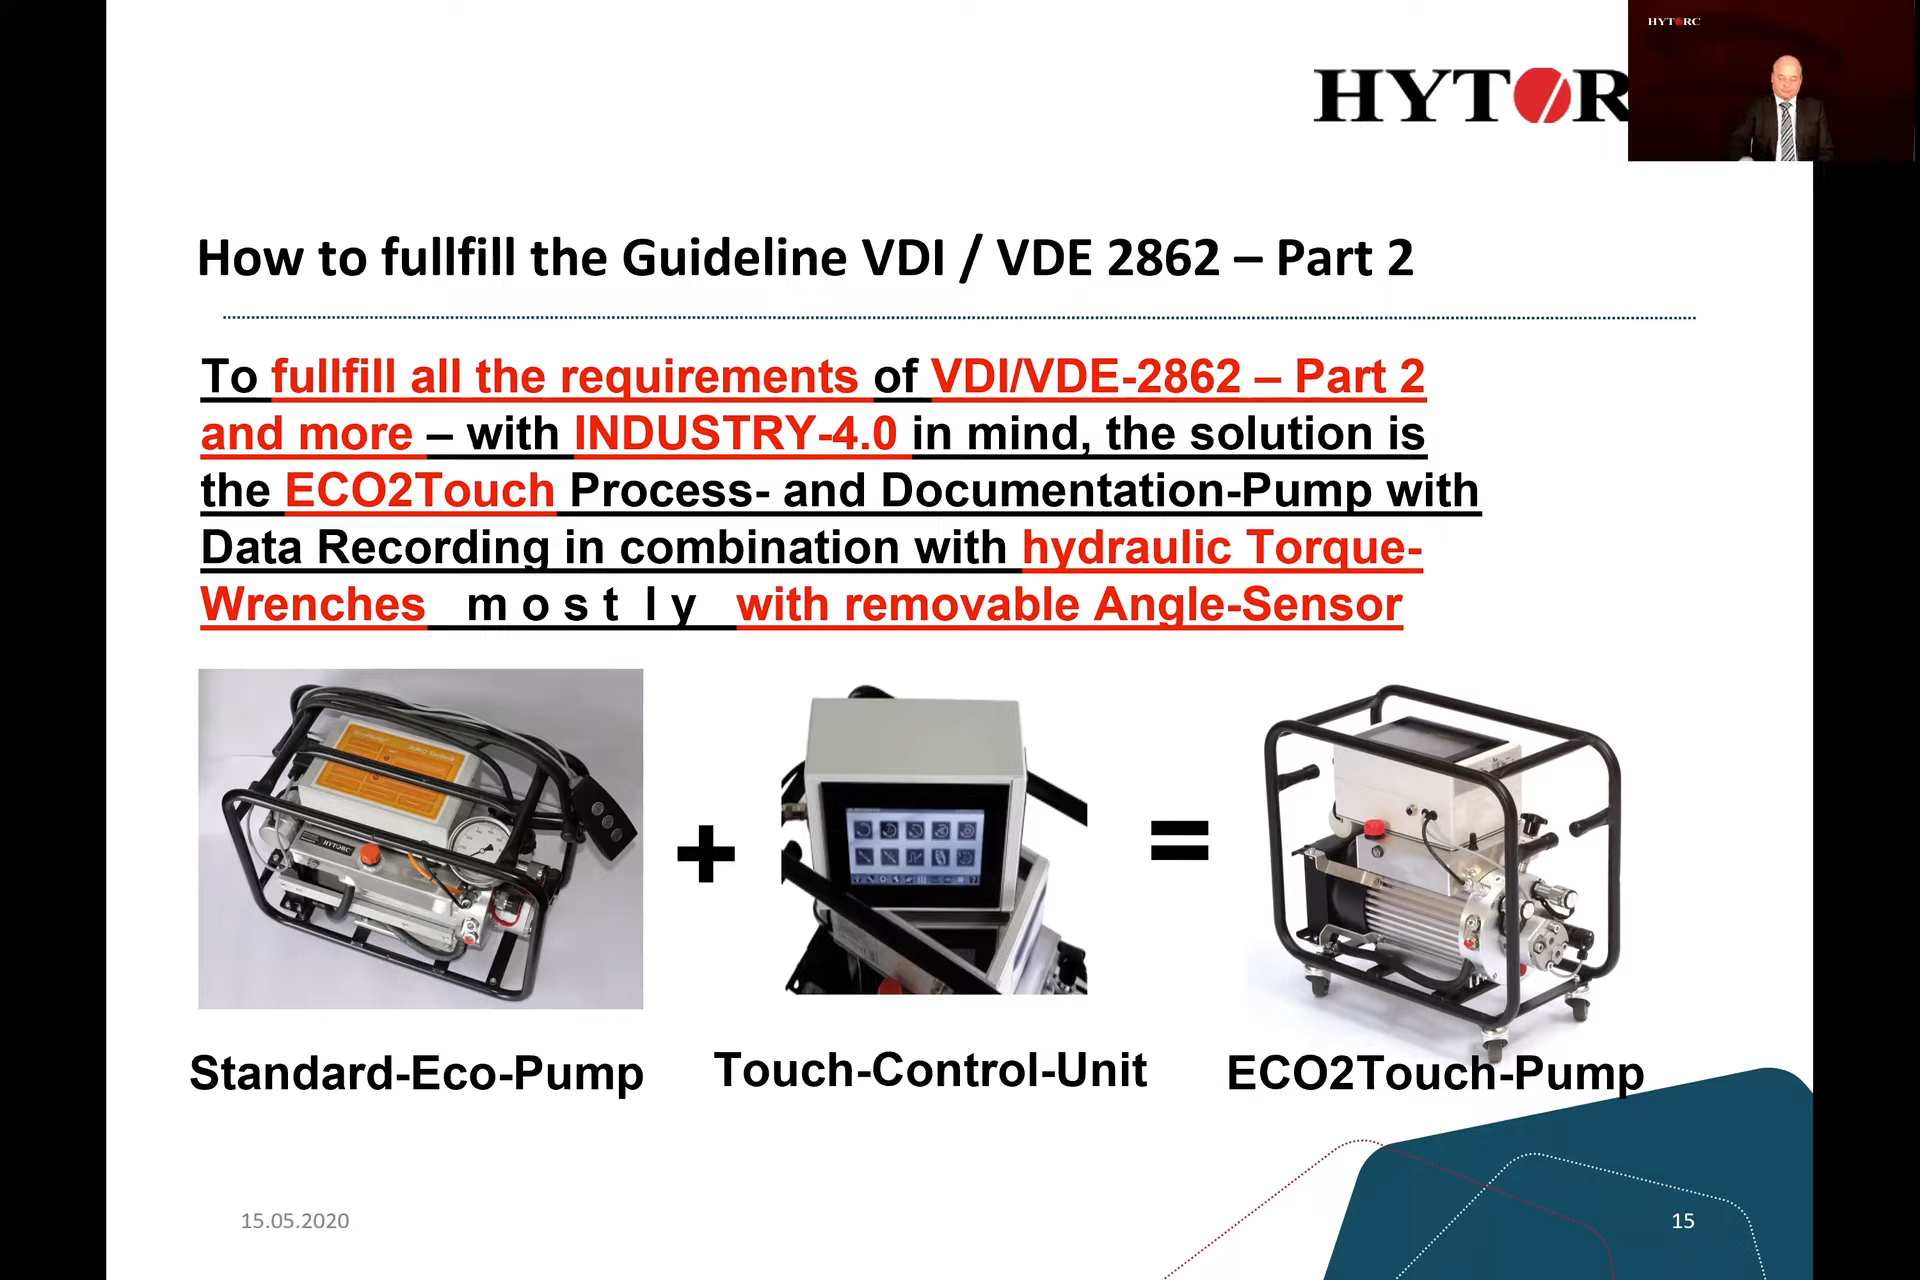 HYTORC
HYTOR
How to fullfill the Guideline VDI / VDE 2862 – Part 2
To fullfill all the requirements of VDI/VDE-2862 – Part 2
and more – with INDUSTRY-4.0 in mind, the solution is
the ECO2Touch Process- and Documentation-Pump with
Data Recording in combination with hydraulic Torque-
Wrenches m o s t l y with removable Angle-Sensor
HYTORC
+
=
Standard-Eco-Pump
Touch-Control-Unit
ECO2Touch-Pump
15.05.2020
15